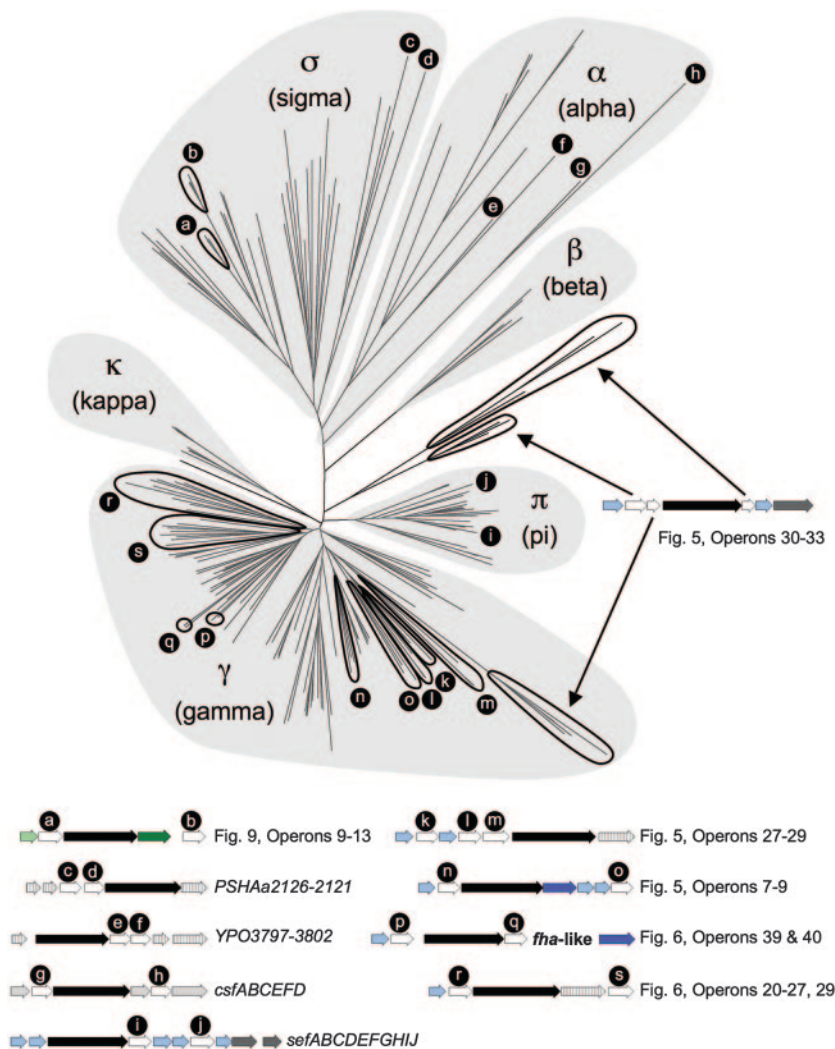 σ
(sigma)
c
d
α
(alpha)
h
b
f
g
a
e
β
(beta)
κ
(kappa)
r
j
π
(pi)
i
s
Fig. 5, Operons 30-33
q
p
γ
(gamma)
n
o
l
k
m
a
b
Fig. 9, Operons 9-13
k
l
m
Fig. 5, Operons 27-29
c
d
PSHAa2126-2121
n
o
Fig. 5, Operons 7-9
e
f
YPO3797-3802
p
q
fha-like
Fig. 6, Operons 39 & 40
g
h
csfABCEFD
r
s
Fig. 6, Operons 20-27, 29
i
j
sefABCDEFGHIJ